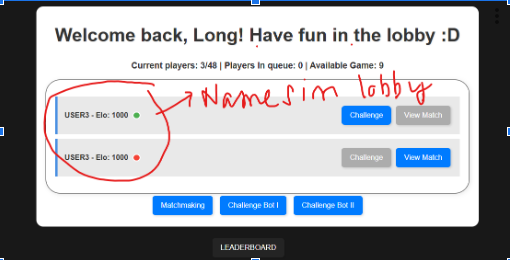 Welcome back, Long! Have fun in the lobby :D
Current players: 3/48 | Players In queue: 0 | Available Game: 9
Names in lobby
USER3 - Elo: 1000 Challenge View Match
USER3 - Elo: 1000 Challenge View Match
Matchmaking Challenge Bot I Challenge Bot II
LEADERBOARD